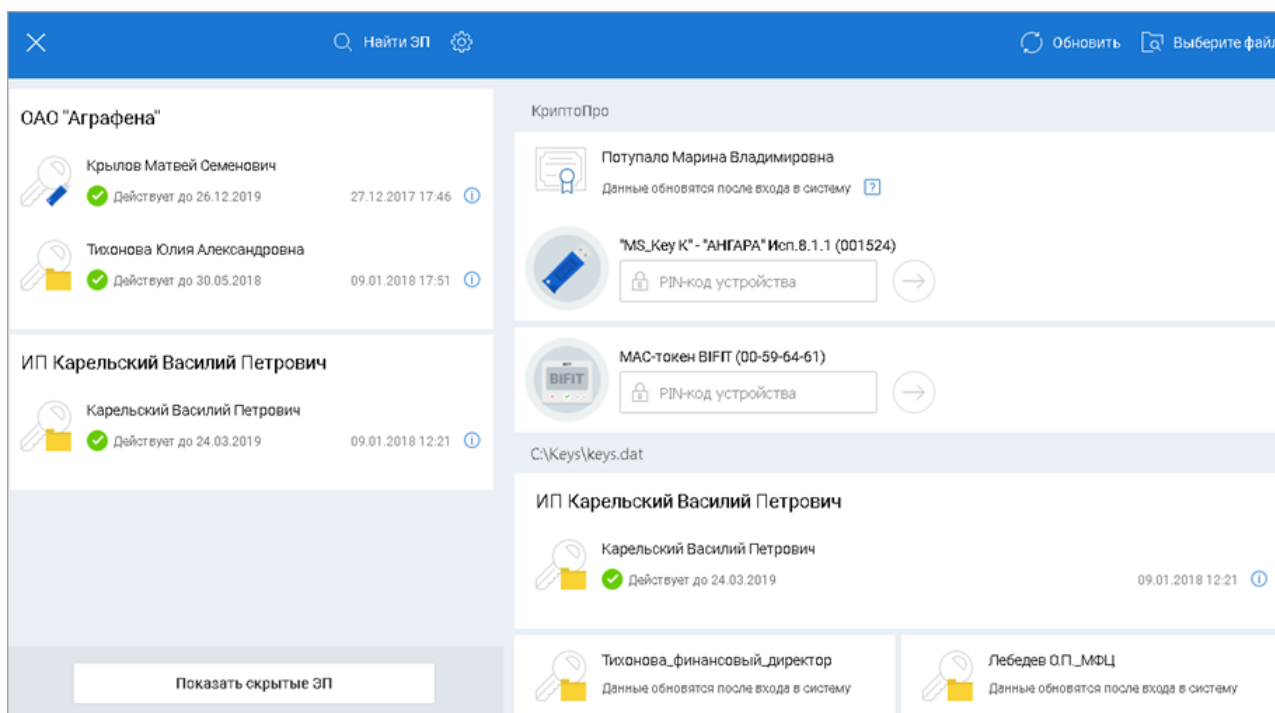 Найти ЭП
Обновить
Выберите файл
ОАО "Аграфена"
Крылов Матвей Семенович
Действует до 26.12.2019
27.12.2017 17:46
Тихонова Юлия Александровна
Действует до 30.05.2018
09.01.2018 17:51
ИП Карельский Василий Петрович
Карельский Василий Петрович
Действует до 24.03.2019
09.01.2018 12:21
Показать скрытые ЭП
КриптоПро
Потупало Марина Владимировна
Данные обновятся после входа в систему ?
"MS_Key K" - "АНГАРА" Исп.8.1.1 (001524)
PIN-код устройства
BIFIT
МАС-токен BIFIT (00-59-64-61)
PIN-код устройства
C:\Keys\keys.dat
ИП Карельский Василий Петрович
Карельский Василий Петрович
Действует до 24.03.2019
09.01.2018 12:21
Тихонова_финансовый_директор
Данные обновятся после входа в систему
Лебедев О.П._МФЦ
Данные обновятся после входа в систему